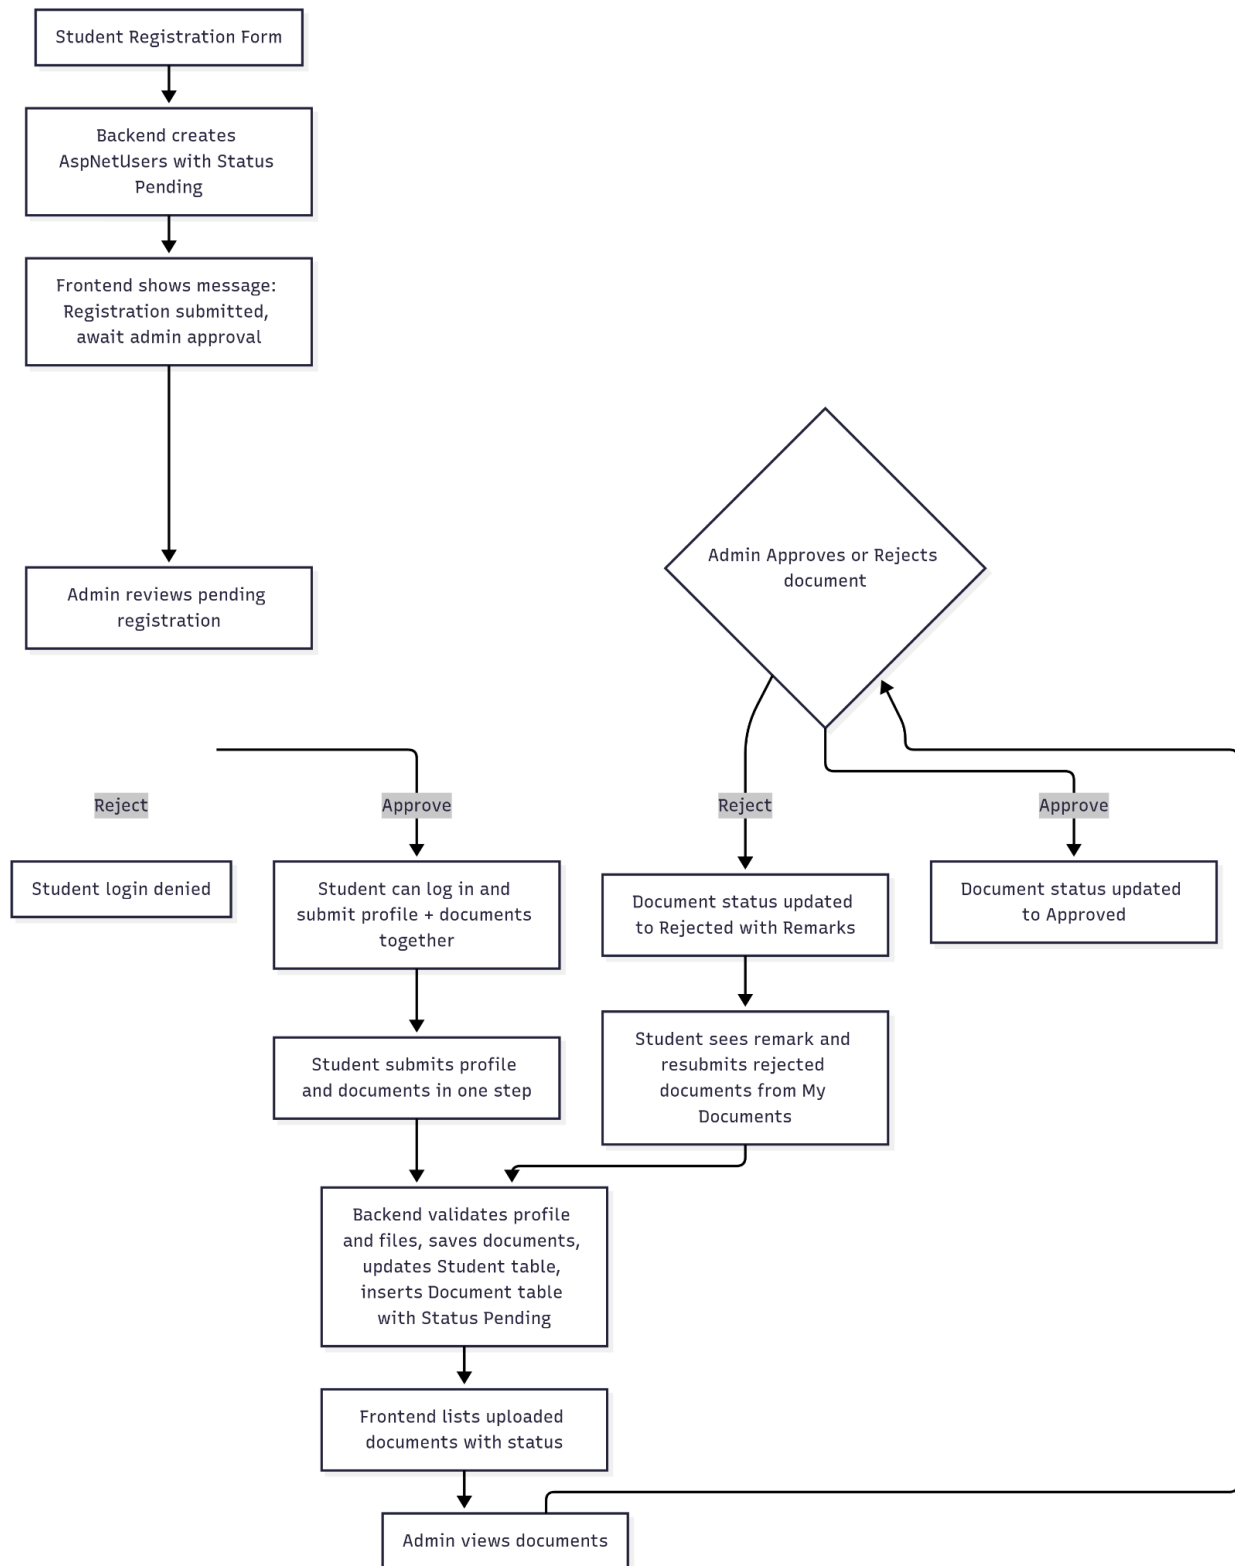 Student Registration Form
Backend creates
AspNetUsers with Status
Pending
Frontend shows message:
Registration submitted,
await admin approval
Admin reviews pending
registration
Admin Approves or Rejects
document
Reject
Approve
Reject
Approve
Student login denied
Student can log in and
submit profile + documents
together
Document status updated
to Rejected with Remarks
Document status updated
to Approved
Student submits profile
and documents in one step
Student sees remark and
resubmits rejected
documents from My
Documents
Backend validates profile
and files, saves documents,
updates Student table,
inserts Document table
with Status Pending
Frontend lists uploaded
documents with status
Admin views documents